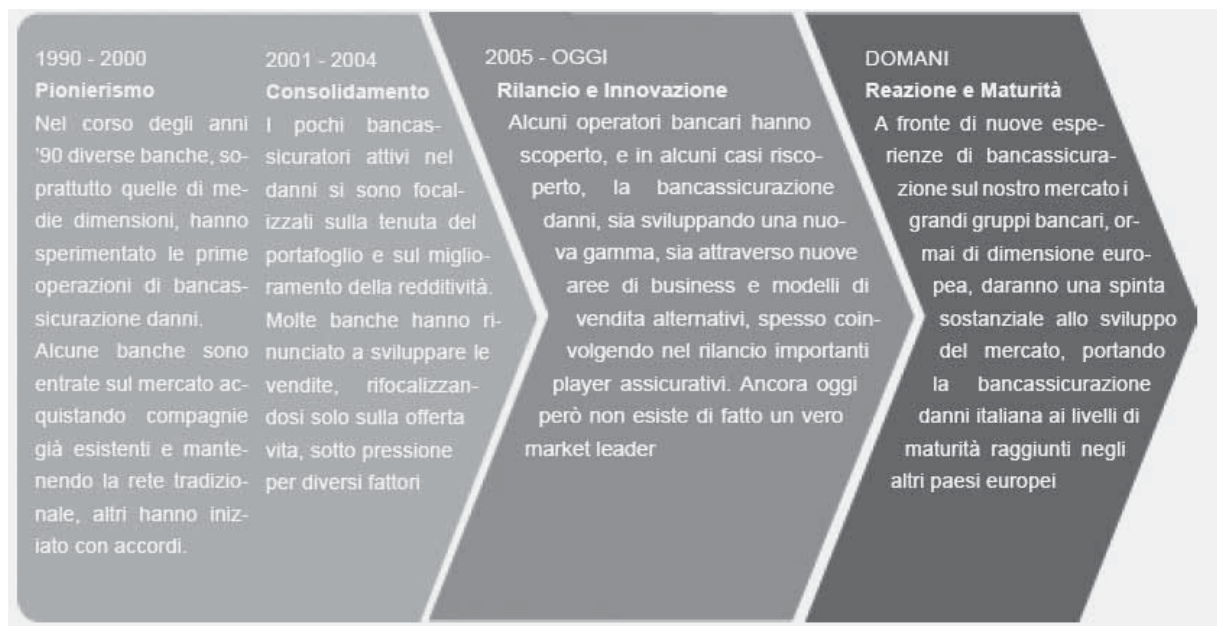 1990 - 2000
Pionierismo
Nel corso degli anni
'90 diverse banche, so-
prattutto quelle di me-
die dimensioni, hanno
sperimentato le prime
operazioni di bancas-
sicurazione danni.
Alcune banche sono
entrate sul mercato ac-
quistando compagnie
già esistenti e mante-
nendo la rete tradizio-
nale, altri hanno iniz-
iato con accordi.
2001 - 2004
Consolidamento
I pochi bancas-
sicuratori attivi nel
danni si sono focal-
izzati sulla tenuta del
portafoglio e sul miglio-
ramento della redditività.
Molte banche hanno ri-
nunciato a sviluppare le
vendite, rifocalizzan-
dosi solo sulla offerta
vita, sotto pressione
per diversi fattori
2005 - OGGI
Rilancio e Innovazione
Alcuni operatori bancari hanno
scoperto, e in alcuni casi risco-
perto, la bancassicurazione
danni, sia sviluppando una nuo-
va gamma, sia attraverso nuove
aree di business e modelli di
vendita alternativi, spesso coin-
volgendo nel rilancio importanti
player assicurativi. Ancora oggi
però non esiste di fatto un vero
market leader
DOMANI
Reazione e Maturità
A fronte di nuove espe-
rienze di bancassicura-
zione sul nostro mercato i
grandi gruppi bancari, or-
mai di dimensione euro-
pea, daranno una spinta
sostanziale allo sviluppo
del mercato, portando
la bancassicurazione
danni italiana ai livelli di
maturità raggiunti negli
altri paesi europei